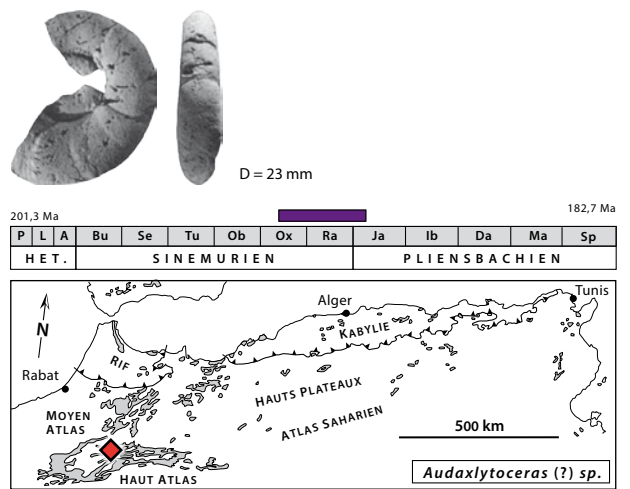 D = 23 mm
201,3 Ma
182,7 Ma
P L A Bu Se Tu Ob Ox Ra Ja Ib Da Ma Sp
HET. SINEMURIEN PLIENSBACHIEN
Tunis
Alger
KABYLIE
N
RIF
Rabat
HAUTS PLATEAUX
MOYEN
ATLAS
ATLAS SAHARIEN
500 km
HAUT ATLAS
Audaxlytoceras (?) sp.